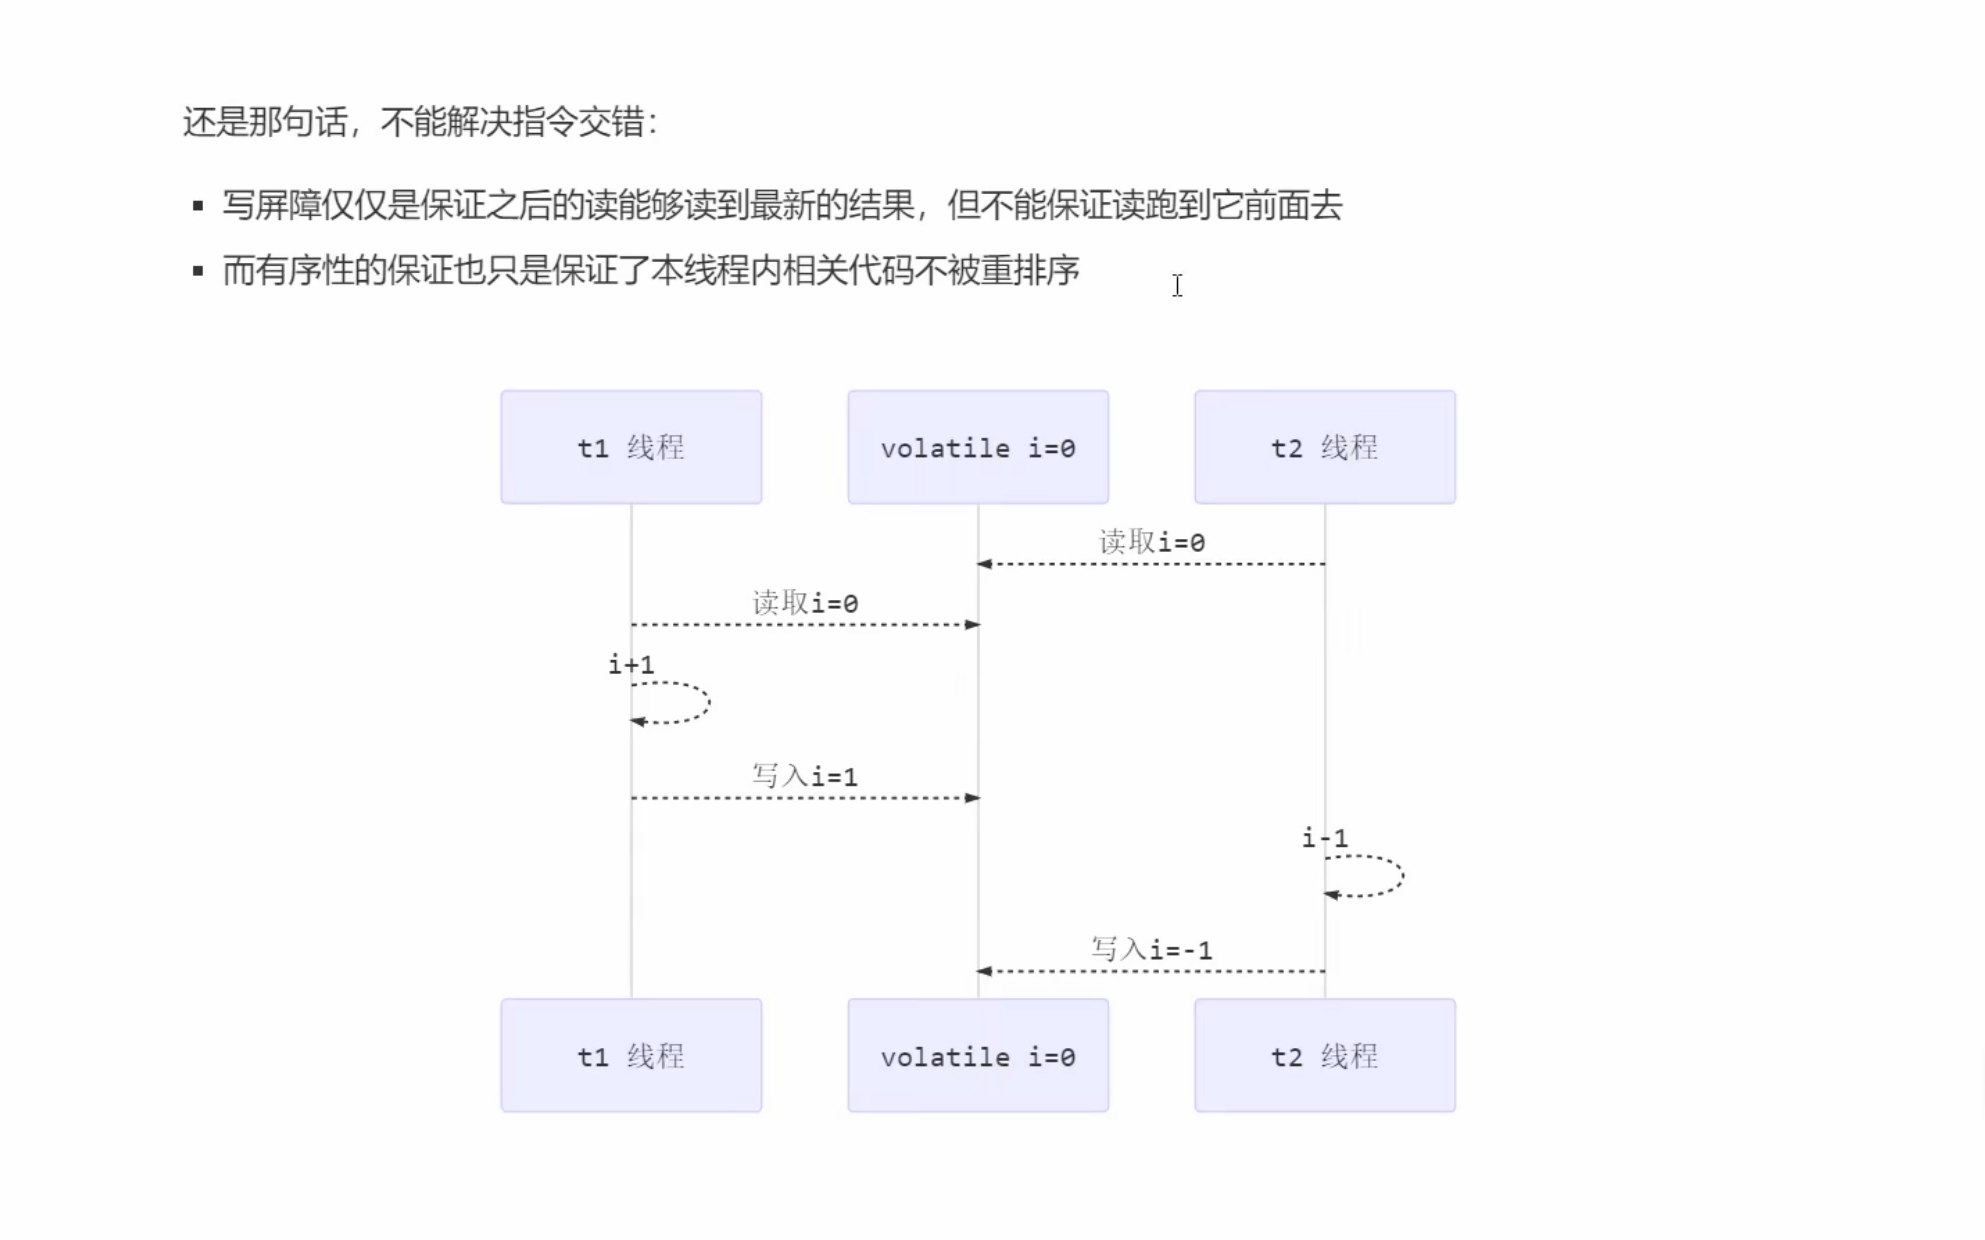 还是那句话，不能解决指令交错：
▪ 写屏障仅仅是保证之后的读能够读到最新的结果，但不能保证读跑到它前面去
▪ 而有序性的保证也只是保证了本线程内相关代码不被重排序
t1 线程
volatile i=0
t2 线程
读取i=0
读取i=0
i+1
写入i=1
i-1
写入i=-1
t1 线程
volatile i=0
t2 线程